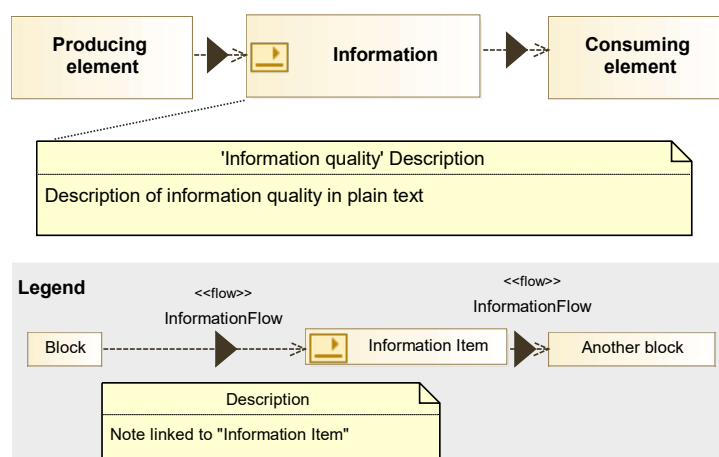 Producing
element
Information
Consuming
element
'Information quality' Description
Description of information quality in plain text
Legend
<<flow>>
InformationFlow
<<flow>>
InformationFlow
Block
Information Item
Another block
Description
Note linked to "Information Item"